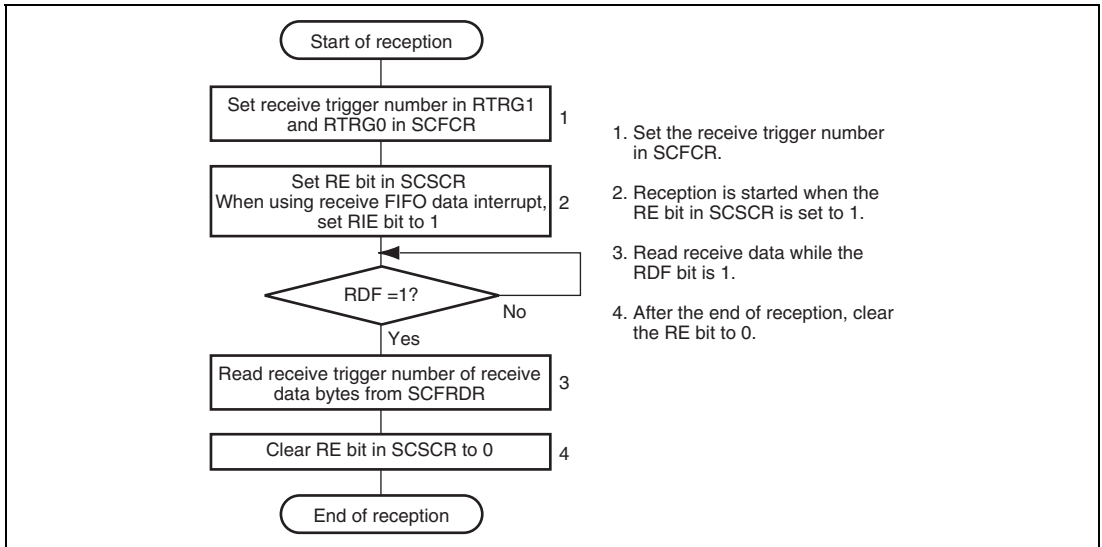 Start of reception
Set receive trigger number in RTRG1
and RTRG0 in SCFCR
1
Set RE bit in SCSCR
When using receive FIFO data interrupt,
set RIE bit to 1
2
RDF =1?
No
Yes
Read receive trigger number of receive
data bytes from SCFRDR
3
Clear RE bit in SCSCR to 0
4
End of reception
1. Set the receive trigger number
in SCFCR.
2. Reception is started when the
RE bit in SCSCR is set to 1.
3. Read receive data while the
RDF bit is 1.
4. After the end of reception, clear
the RE bit to 0.